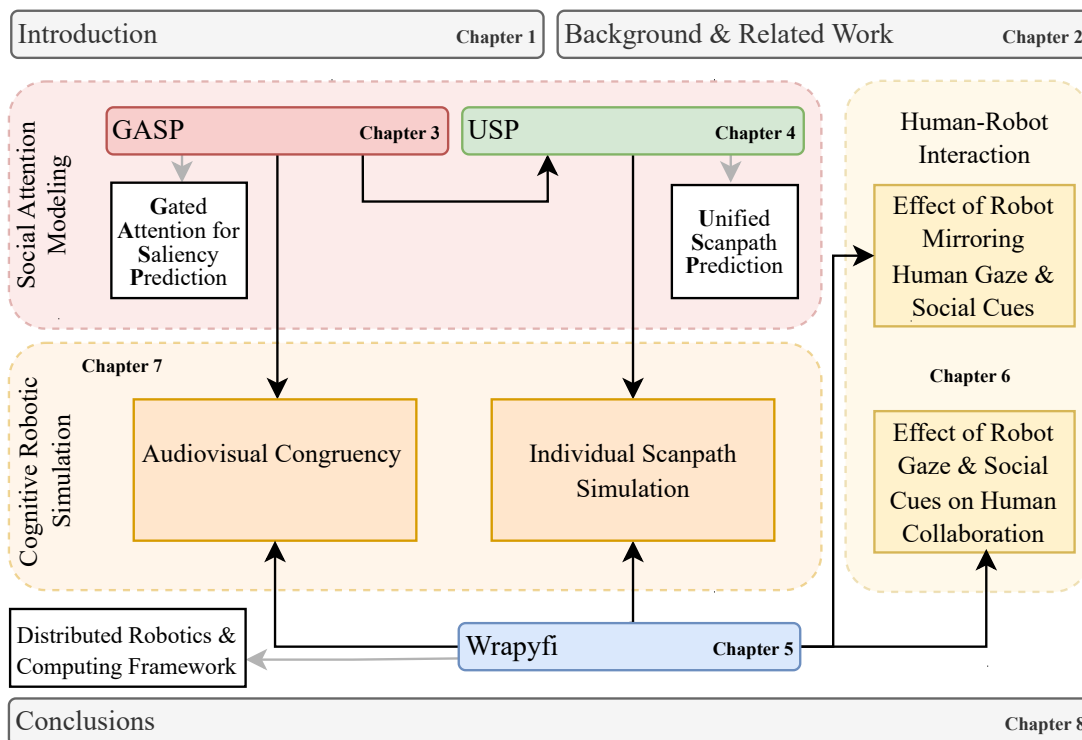 Introduction Chapter 1
Background & Related Work Chapter 2
Social Attention
Modeling
GASP Chapter 3
USP Chapter 4
Gated
Attention for
Saliency
Prediction
Unified
Scanpath
Prediction
Human-Robot
Interaction
Effect of Robot
Mirroring
Human Gaze &
Social Cues
Chapter 6
Effect of Robot
Gaze & Social
Cues on Human
Collaboration
Cognitive Robotic
Simulation
Chapter 7
Audiovisual Congruency
Individual Scanpath
Simulation
Distributed Robotics &
Computing Framework
Wrapyfi Chapter 5
Conclusions Chapter 8